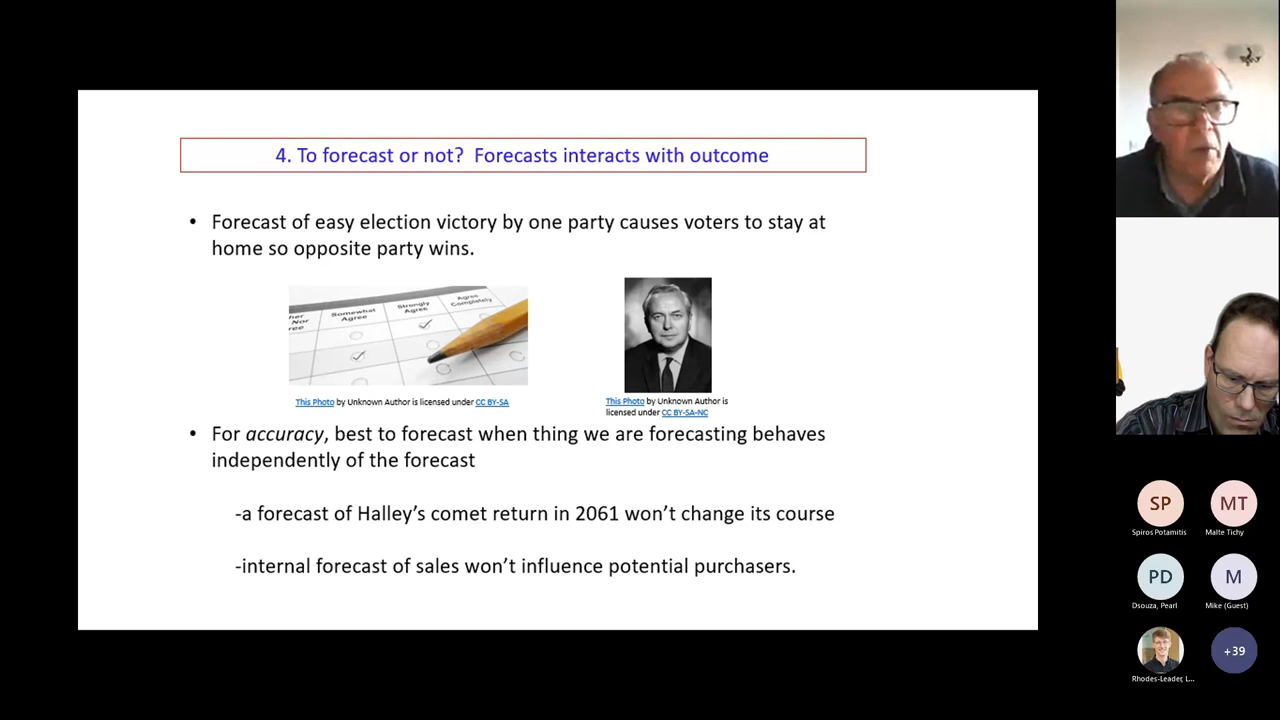 4. To forecast or not? Forecasts interacts with outcome
• Forecast of easy election victory by one party causes voters to stay at
home so opposite party wins.
her
Nor
ree
Somewhat
Agree
Strongly
Agree
Agree
Completely
This Photo by Unknown Author is licensed under CC BY-SA
This Photo by Unknown Author is
licensed under CC BY-SA-NC
• For accuracy, best to forecast when thing we are forecasting behaves
independently of the forecast
-a forecast of Halley's comet return in 2061 won't change its course
-internal forecast of sales won't influence potential purchasers.
SP
MT
Spiros Potamitis
Malte Tichy
PD
M
Dsouza, Pearl
Mike (Guest)
+39
Rhodes-Leader, L...